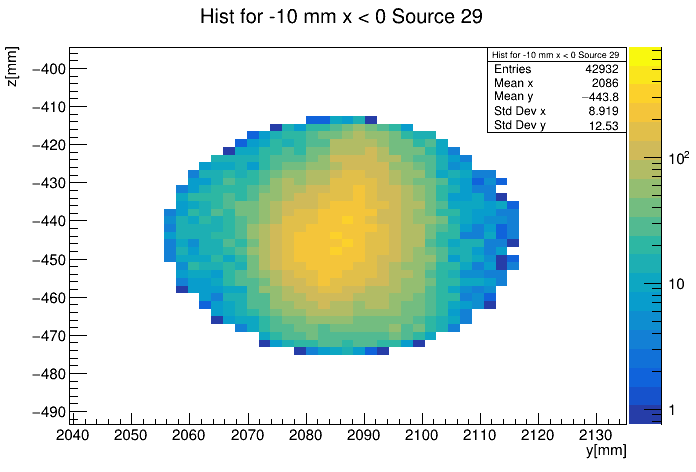 Hist for -10 mm x < 0 Source 29
z[mm]
Hist for -10 mm x < 0 Source 29
Entries 42932
Mean x 2086
Mean y −443.8
Std Dev x 8.919
Std Dev y 12.53
−400
−410
−420
−430
−440
−450
−460
−470
−480
−490
10²
10
1
2040 2050 2060 2070 2080 2090 2100 2110 2120 2130
y[mm]